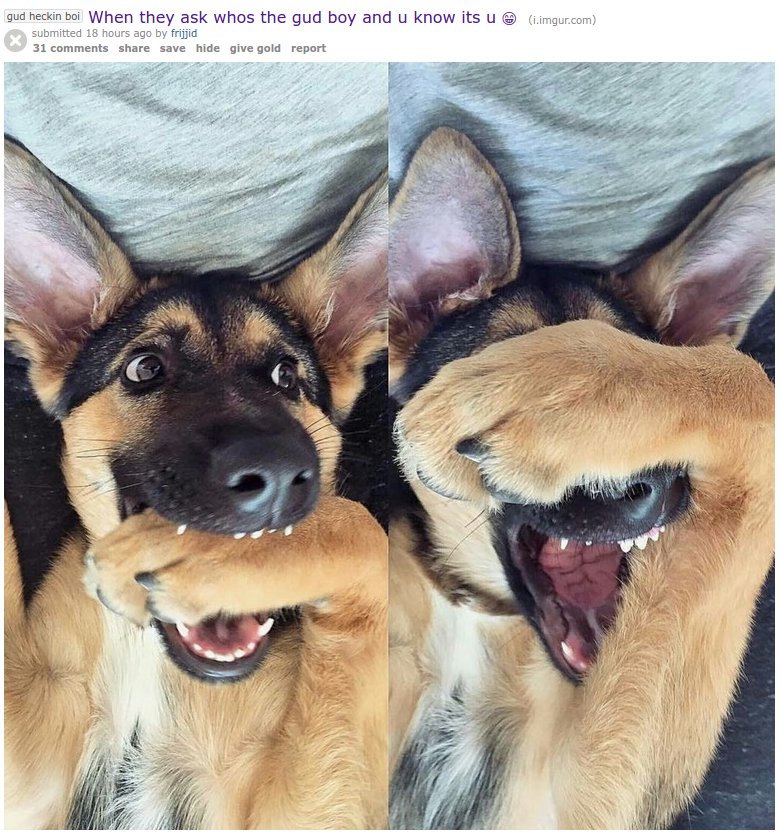 gud heckin boi When they ask whos the gud boy and u know its u 😁 (i.imgur.com)
submitted 18 hours ago by frijjid
31 comments share save hide give gold report